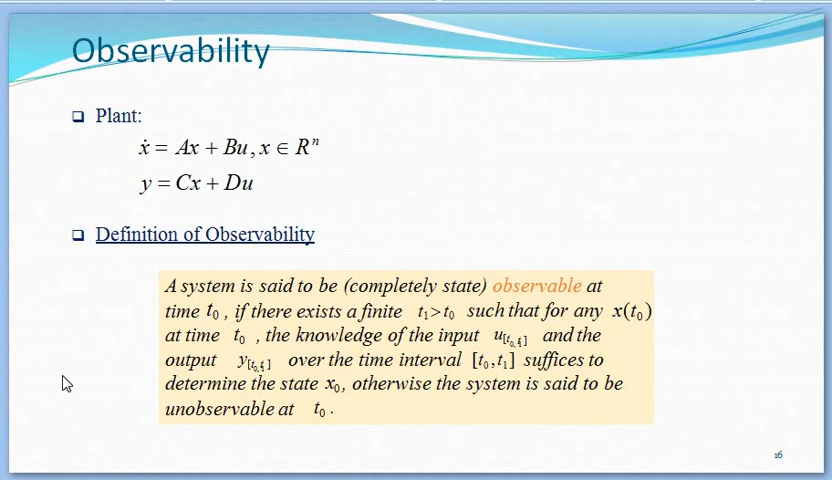 Observability
Plant:
ẋ = Ax + Bu, x ∈ Rⁿ
y = Cx + Du
Definition of Observability
A system is said to be (completely state) observable at
time t₀ , if there exists a finite t₁>t₀ such that for any x(t₀)
at time t₀ , the knowledge of the input u[t₀,t₁] and the
output y[t₀,t₁] over the time interval [t₀,t₁] suffices to
determine the state x₀, otherwise the system is said to be
unobservable at t₀ .
16